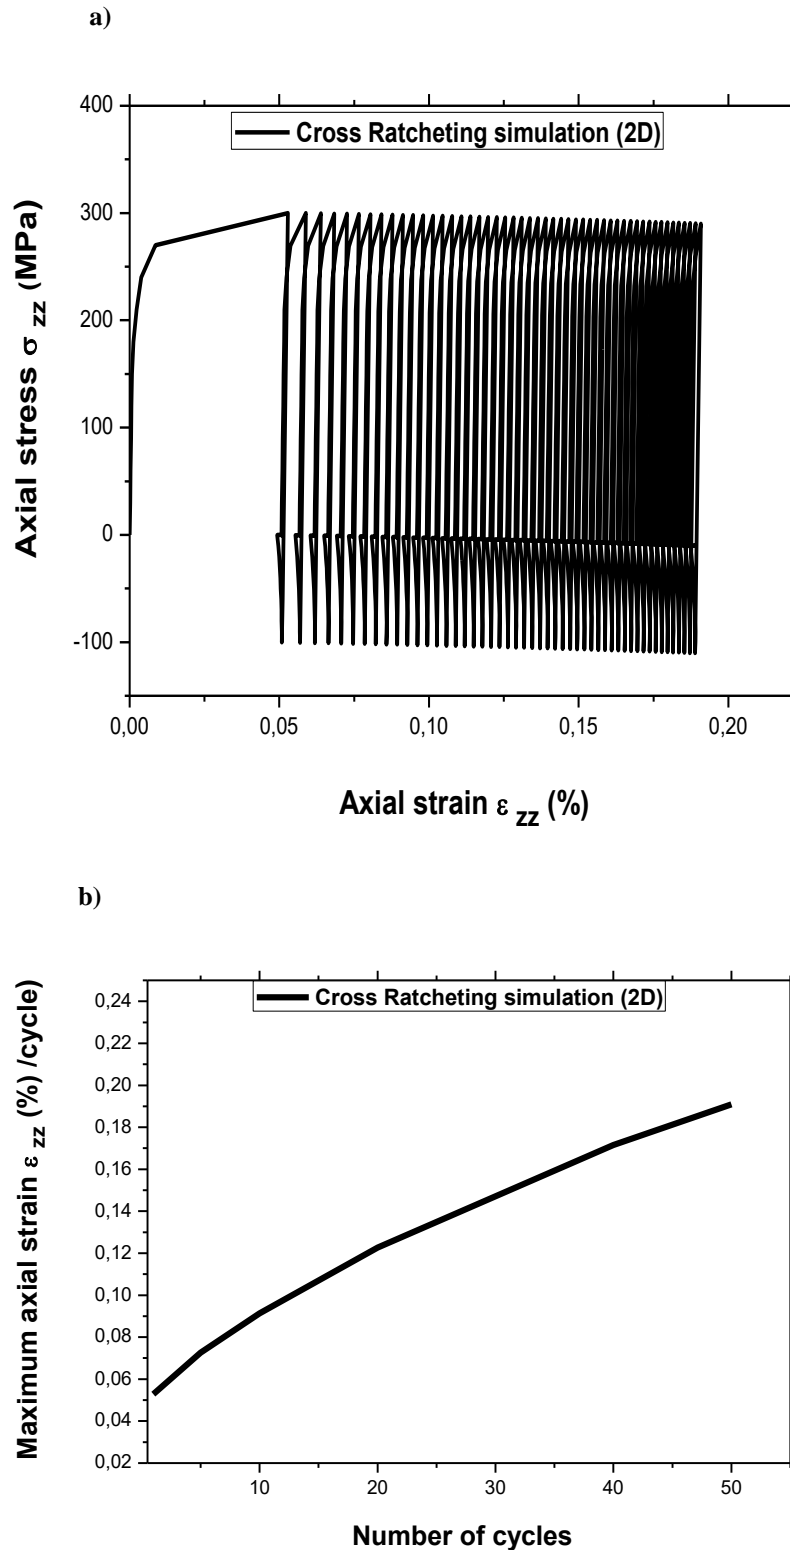 a)
400
Cross Ratcheting simulation (2D)
300
200
100
0
-100
Axial stress σ zz (MPa)
0,00 0,05 0,10 0,15 0,20
Axial strain ε zz (%)
b)
0,24
Cross Ratcheting simulation (2D)
0,22
0,20
0,18
0,16
0,14
0,12
0,10
0,08
0,06
0,04
0,02
Maximum axial strain ε zz (%) /cycle)
10 20 30 40 50
Number of cycles